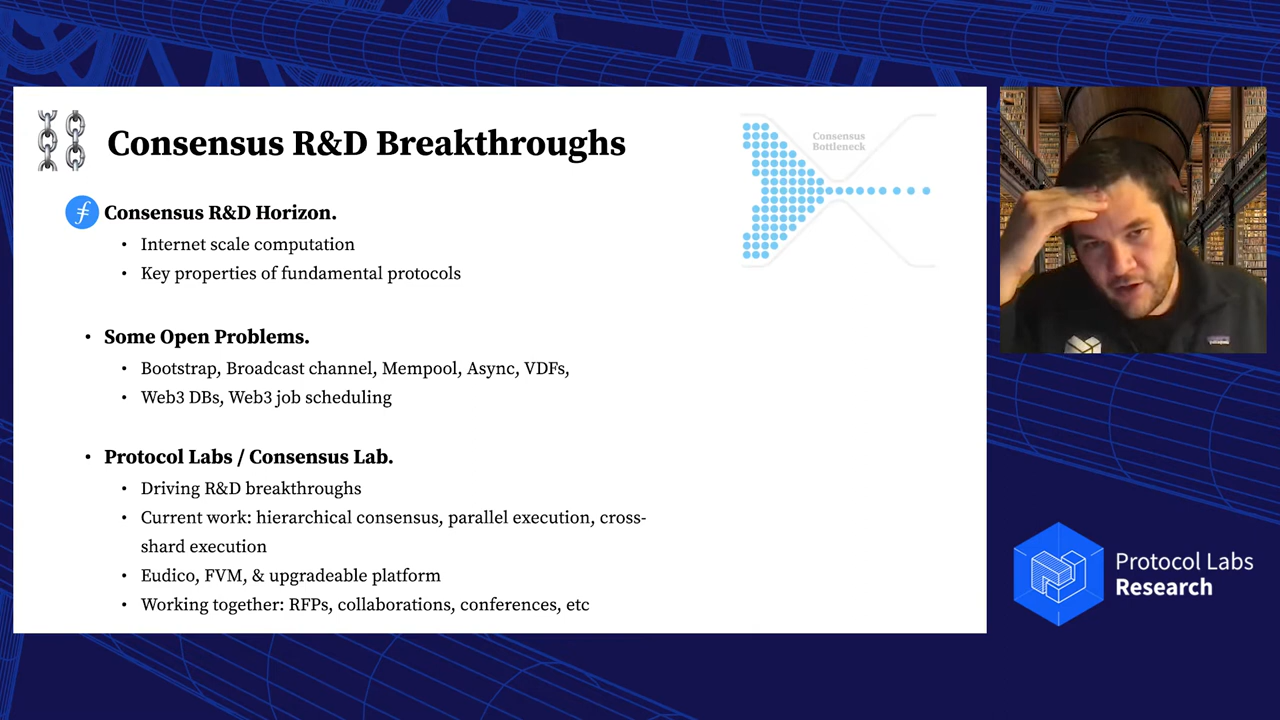 Consensus R&D Breakthroughs
Consensus
Bottleneck
Consensus R&D Horizon.
• Internet scale computation
• Key properties of fundamental protocols
• Some Open Problems.
• Bootstrap, Broadcast channel, Mempool, Async, VDFs,
• Web3 DBs, Web3 job scheduling
• Protocol Labs / Consensus Lab.
• Driving R&D breakthroughs
• Current work: hierarchical consensus, parallel execution, cross-
shard execution
• Eudico, FVM, & upgradeable platform
• Working together: RFPs, collaborations, conferences, etc
Protocol Labs
Research